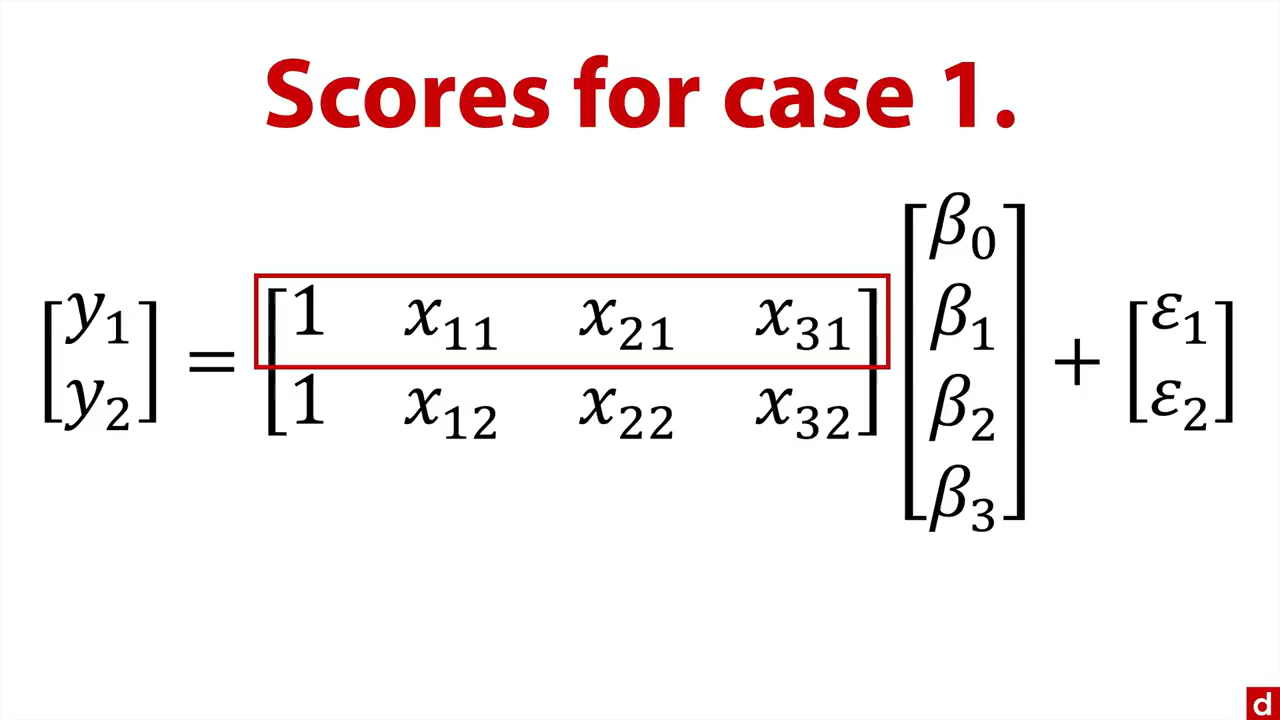 Scores for case 1.
[y₁ y₂] = [1 x₁₁ x₂₁ x₃₁
1 x₁₂ x₂₂ x₃₂] [β₀ β₁ β₂ β₃] + [ε₁ ε₂]
d